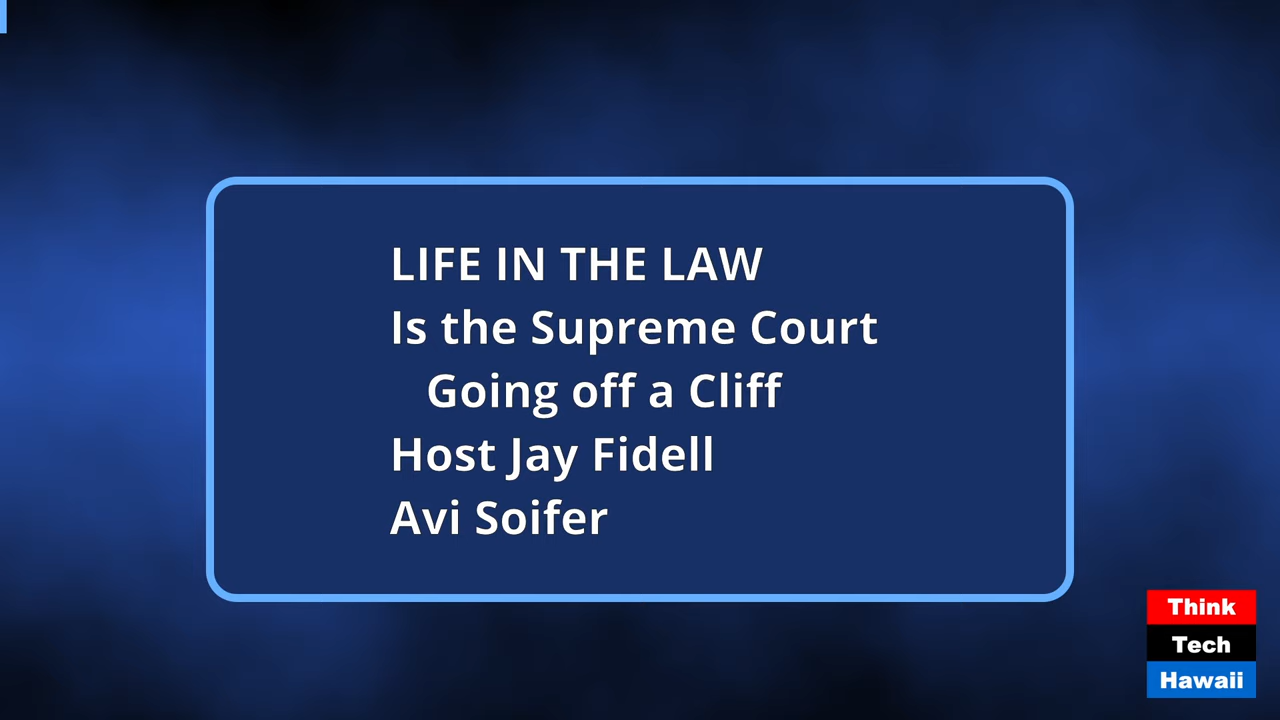 LIFE IN THE LAW
Is the Supreme Court
Going off a Cliff
Host Jay Fidell
Avi Soifer
Think
Tech
Hawaii